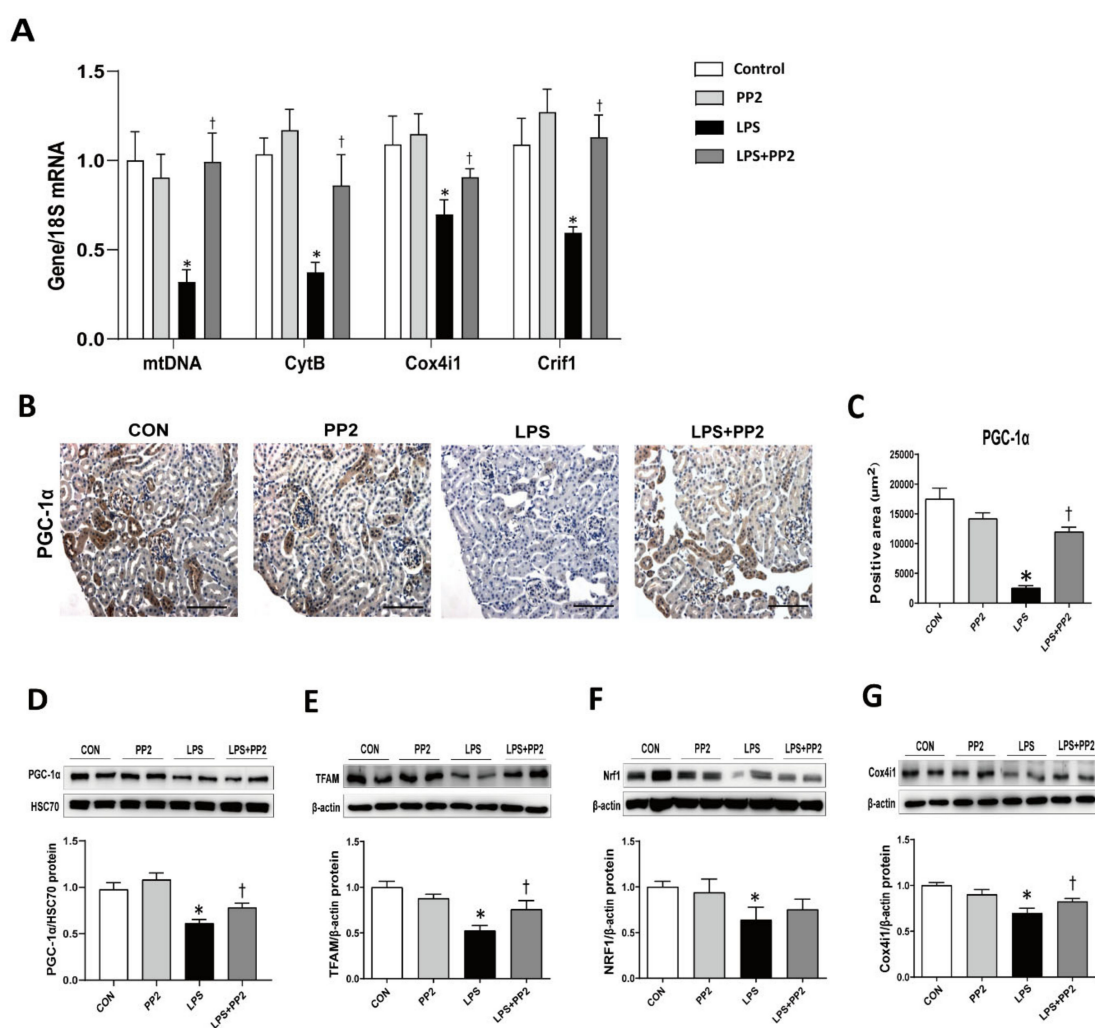 A
Gene/18S mRNA
1.5
1.0
0.5
0.0
* † * † * † * †
mtDNA CytB Cox4i1 Crif1
Control
PP2
LPS
LPS+PP2
B
CON PP2 LPS LPS+PP2
PGC-1α
C
PGC-1α
Positive area (µm²)
25000
20000
15000
10000
5000
0
* †
CON PP2 LPS LPS+PP2
D
CON PP2 LPS LPS+PP2
PGC-1α
HSC70
PGC-1α/HSC70 protein
1.5
1.0
0.5
0.0
* †
CON PP2 LPS LPS+PP2
E
CON PP2 LPS LPS+PP2
TFAM
β-actin
TFAM/β-actin protein
1.5
1.0
0.5
0.0
* †
CON PP2 LPS LPS+PP2
F
CON PP2 LPS LPS+PP2
Nrf1
β-actin
NRF1/β-actin protein
1.5
1.0
0.5
0.0
*
CON PP2 LPS LPS+PP2
G
CON PP2 LPS LPS+PP2
Cox4i1
β-actin
Cox4i1/β-actin protein
1.5
1.0
0.5
0.0
* †
CON PP2 LPS LPS+PP2